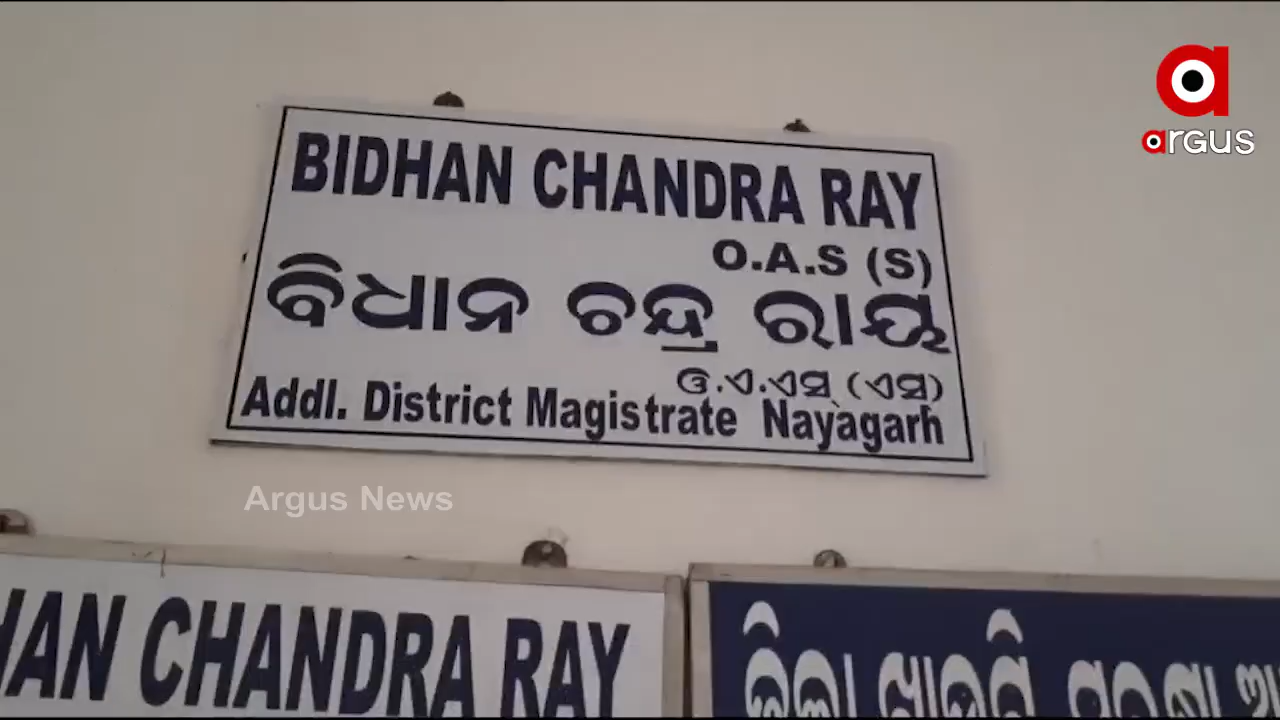 argus
BIDHAN CHANDRA RAY
O.A.S (S)
ବିଧାନ ଚନ୍ଦ୍ର ରାୟ
ଓ.ଏ.ଏସ୍ (ଏସ)
Addl. District Magistrate Nayagarh
Argus News
HAN CHANDRA RAY